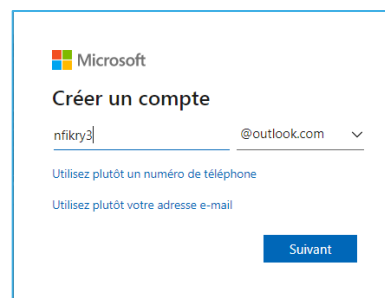 Microsoft
Créer un compte
nfikry3 @outlook.com
Utilisez plutôt un numéro de téléphone
Utilisez plutôt votre adresse e-mail
Suivant